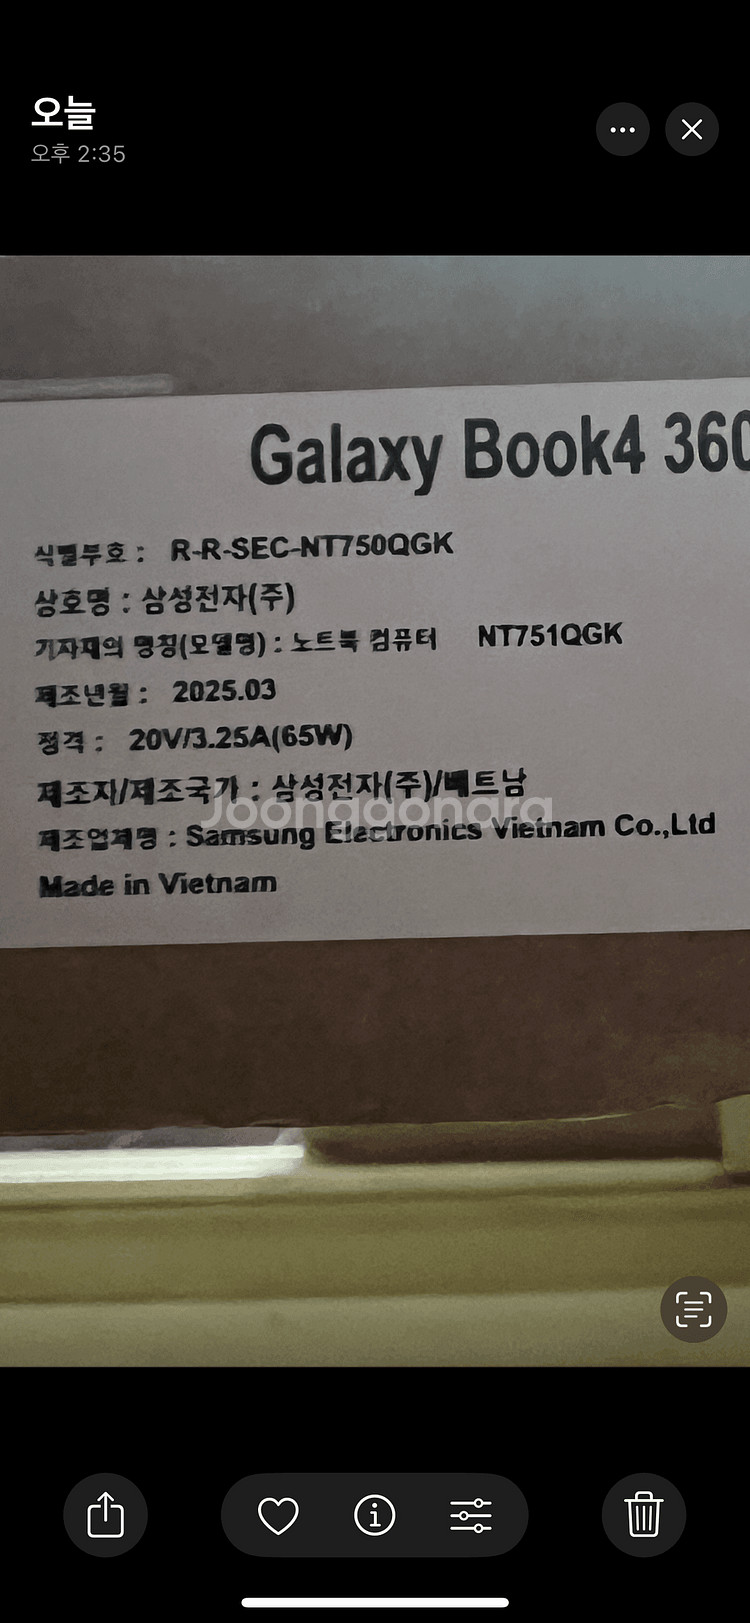 오늘
오후 2:35
Galaxy Book4 360
식별부호 : R-R-SEC-NT750QGK
상호명 : 삼성전자(주)
기자재의 명칭(모델명) : 노트북 컴퓨터 NT751QGK
제조년월 : 2025.03
정격 : 20V/3.25A(65W)
제조자/제조국가 : 삼성전자(주)/베트남
Joonggonara
제조업체명 : Samsung Electronics Vietnam Co.,Ltd
Made in Vietnam